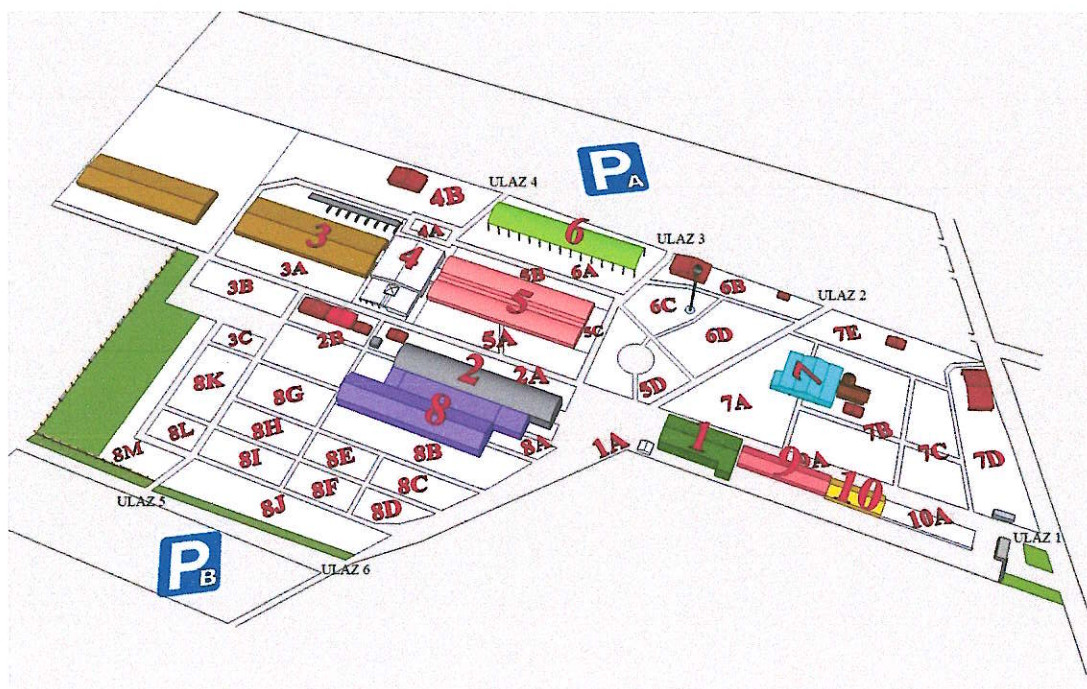 P A
ULAZ 4
4B
3
4A
6
4
ULAZ 3
3A
6B
6A
6B
3B
5
6C
ULAZ 2
5C
6D
7E
2B
5A
3C
2
2A
5D
7
8K
8G
8
7A
7B
8L
8H
8A
1A
1
9
9A
7C
7D
8M
8I
8E
8B
10
8F
8C
10A
ULAZ 5
8J
8D
ULAZ 1
P B
ULAZ 6